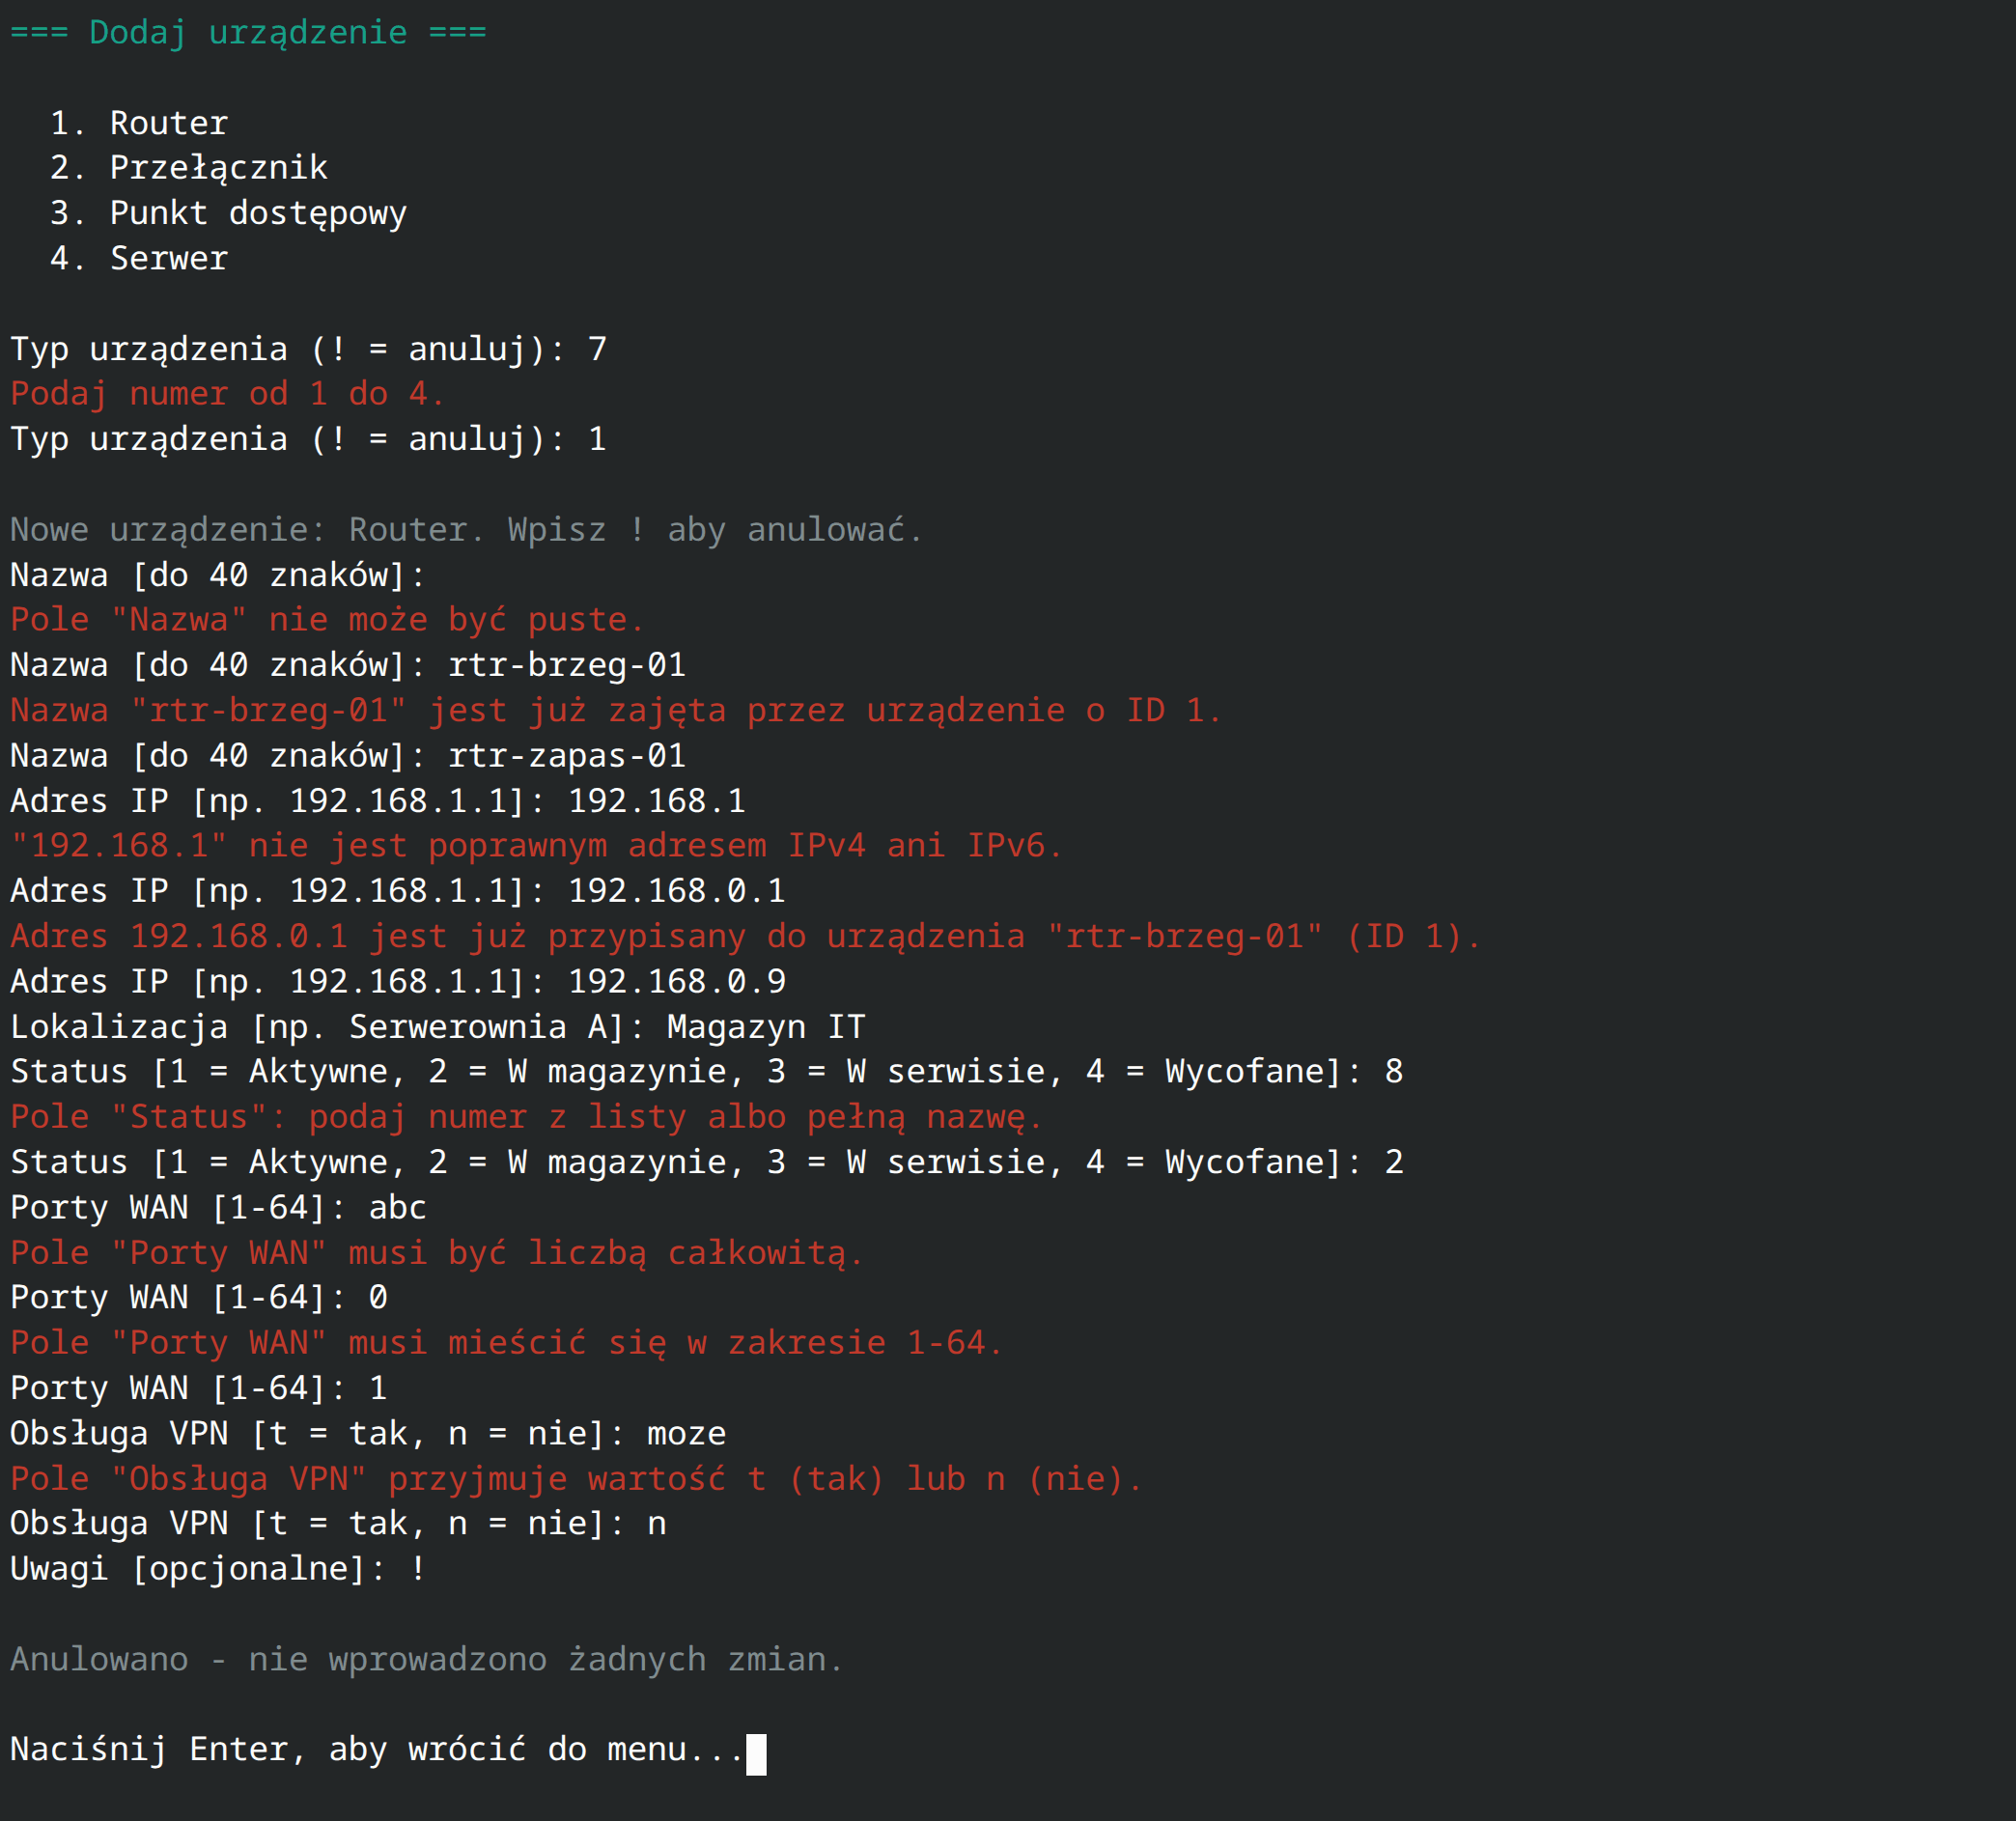 === Dodaj urządzenie ===
1. Router
2. Przełącznik
3. Punkt dostępowy
4. Serwer
Typ urządzenia (! = anuluj): 7
Podaj numer od 1 do 4.
Typ urządzenia (! = anuluj): 1
Nowe urządzenie: Router. Wpisz ! aby anulować.
Nazwa [do 40 znaków]:
Pole "Nazwa" nie może być puste.
Nazwa [do 40 znaków]: rtr-brzeg-01
Nazwa "rtr-brzeg-01" jest już zajęta przez urządzenie o ID 1.
Nazwa [do 40 znaków]: rtr-zapas-01
Adres IP [np. 192.168.1.1]: 192.168.1
"192.168.1" nie jest poprawnym adresem IPv4 ani IPv6.
Adres IP [np. 192.168.1.1]: 192.168.0.1
Adres 192.168.0.1 jest już przypisany do urządzenia "rtr-brzeg-01" (ID 1).
Adres IP [np. 192.168.1.1]: 192.168.0.9
Lokalizacja [np. Serwerownia A]: Magazyn IT
Status [1 = Aktywne, 2 = W magazynie, 3 = W serwisie, 4 = Wycofane]: 8
Pole "Status": podaj numer z listy albo pełną nazwę.
Status [1 = Aktywne, 2 = W magazynie, 3 = W serwisie, 4 = Wycofane]: 2
Porty WAN [1-64]: abc
Pole "Porty WAN" musi być liczbą całkowitą.
Porty WAN [1-64]: 0
Pole "Porty WAN" musi mieścić się w zakresie 1-64.
Porty WAN [1-64]: 1
Obsługa VPN [t = tak, n = nie]: moze
Pole "Obsługa VPN" przyjmuje wartość t (tak) lub n (nie).
Obsługa VPN [t = tak, n = nie]: n
Uwagi [opcjonalne]: !
Anulowano - nie wprowadzono żadnych zmian.
Naciśnij Enter, aby wrócić do menu...